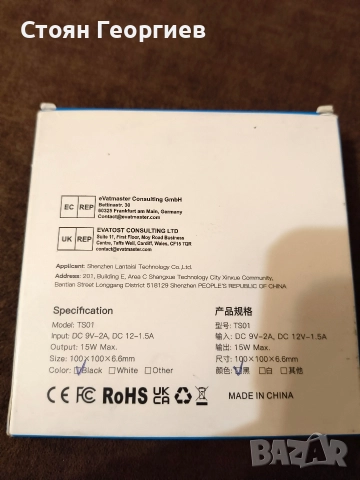 Стоян Георгиев
EC REP
eVatmaster Consulting GmbH
Bettinastr. 30
60325 Frankfurt am Main, Germany
Contact@evatmaster.com
UK REP
EVATOST CONSULTING LTD
Suite 11, First Floor, Moy Road Business
Centre, Taffs Well, Cardiff, Wales, CF15 7QR
contact@evatmaster.com
Applicant: Shenzhen Lantaisi Technology Co.,Ltd.
Address: 201, Building E, Area C Shangxue Technology City Xinxue Community,
Bantian Street Longgang District 518129 Shenzhen PEOPLE'S REPUBLIC OF CHINA
Specification
Model: TS01
Input: DC 9V⎓2A, DC 12V⎓1.5A
Output: 15W Max.
Size: 100×100×6.6mm
Color: ☑Black □White □Other
产品规格
型号: TS01
输入: DC 9V⎓2A, DC 12V⎓1.5A
输出: 15W Max.
尺寸: 100×100×6.6mm
颜色: ☑黑 □白 □其他
CE FC RoHS UKCA
MADE IN CHINA
BAZAR